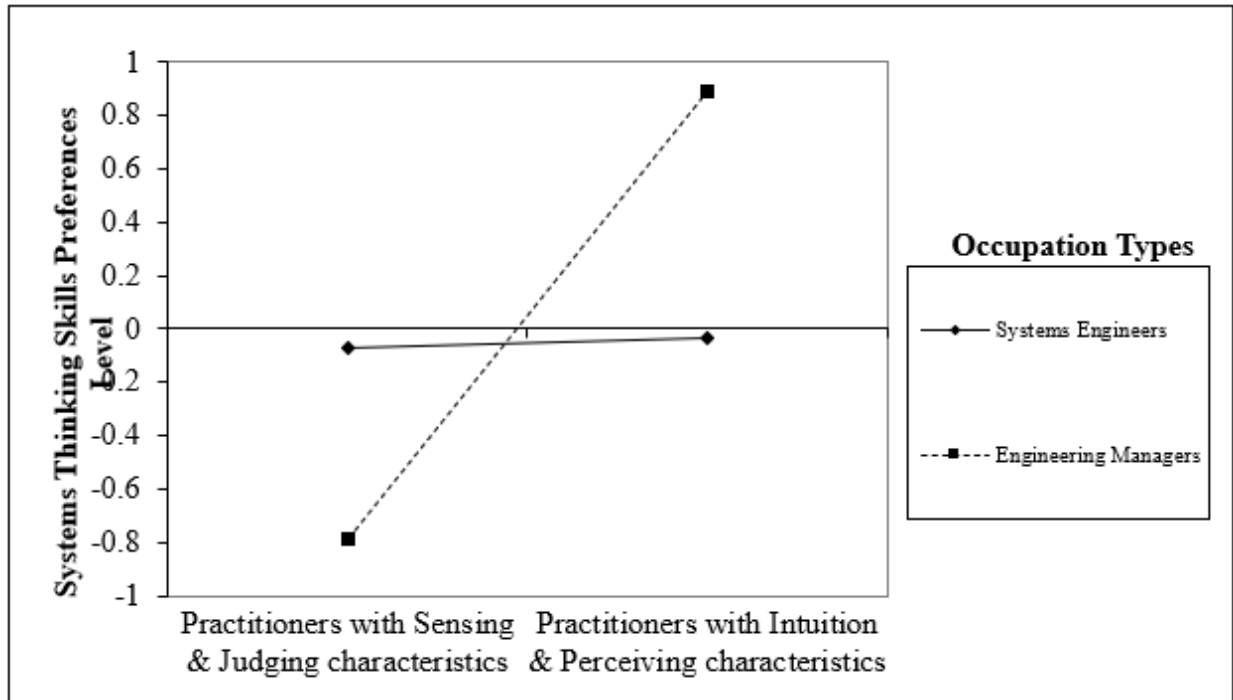 Systems Thinking Skills Preferences
Level
1
0.8
0.6
0.4
0.2
0
-0.2
-0.4
-0.6
-0.8
-1
Practitioners with Sensing
& Judging characteristics
Practitioners with Intuition
& Perceiving characteristics
Occupation Types
Systems Engineers
Engineering Managers